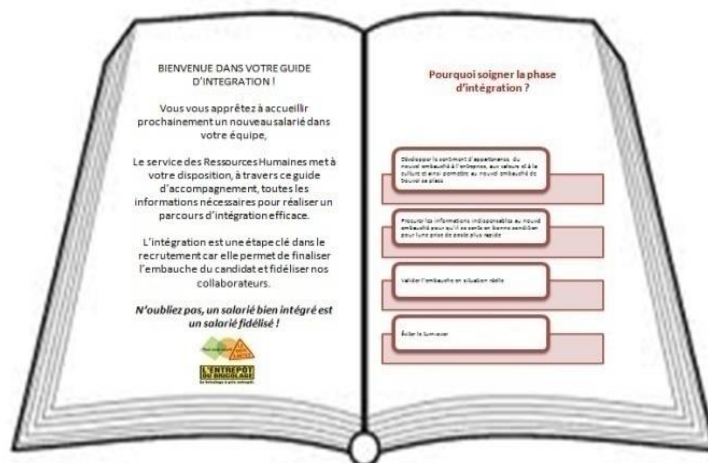 BIENVENUE DANS VOTRE GUIDE
D'INTEGRATION !
Vous vous apprêtez à accueillir
prochainement un nouveau salarié dans
votre équipe,
Le service des Ressources Humaines met à
votre disposition, à travers ce guide
d'accompagnement, toutes les
informations nécessaires pour réaliser un
parcours d'intégration efficace.
L'intégration est une étape clé dans le
recrutement car elle permet de finaliser
l'embauche du candidat et fidéliser nos
collaborateurs.
N'oubliez pas, un salarié bien intégré est
un salarié fidélisé !
L'ENTREPÔT
DU BRICOLAGE
Pourquoi soigner la phase
d'intégration ?
Développer le sentiment d'appartenance du
nouvel embauché à l'entreprise, aux valeurs et à la
culture et ainsi permettre au nouvel embauché de
trouver sa place
Procurer les informations indispensables au nouvel
embauché pour qu'il se sente en bonne condition
pour une prise de poste plus rapide
Valider l'embauche en situation réelle
Éviter le turn-over